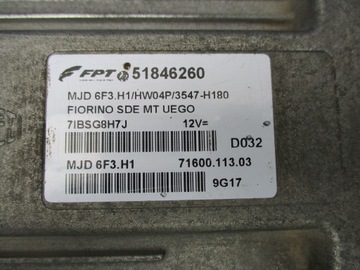 FPT 51846260
MJD 6F3.H1/HW04P/3547-H180
FIORINO SDE MT UEGO
7IBSG8H7J 12V=
D032
MJD 6F3.H1 71600.113.03
9G17